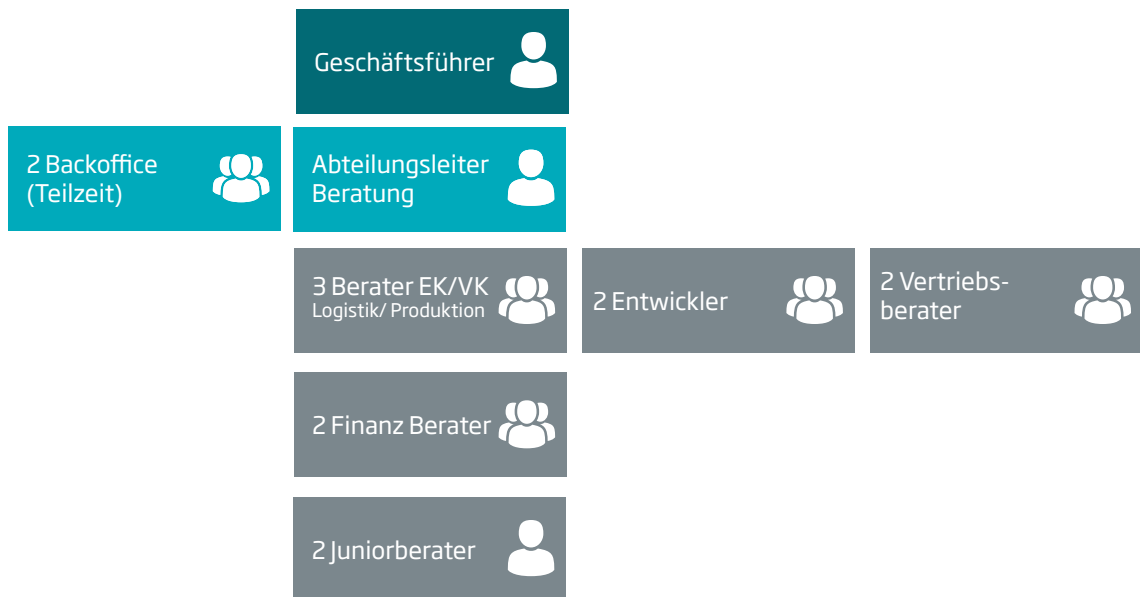 Geschäftsführer
2 Backoffice
(Teilzeit)
Abteilungsleiter
Beratung
3 Berater EK/VK
Logistik/ Produktion
2 Entwickler
2 Vertriebs-
berater
2 Finanz Berater
2 Juniorberater